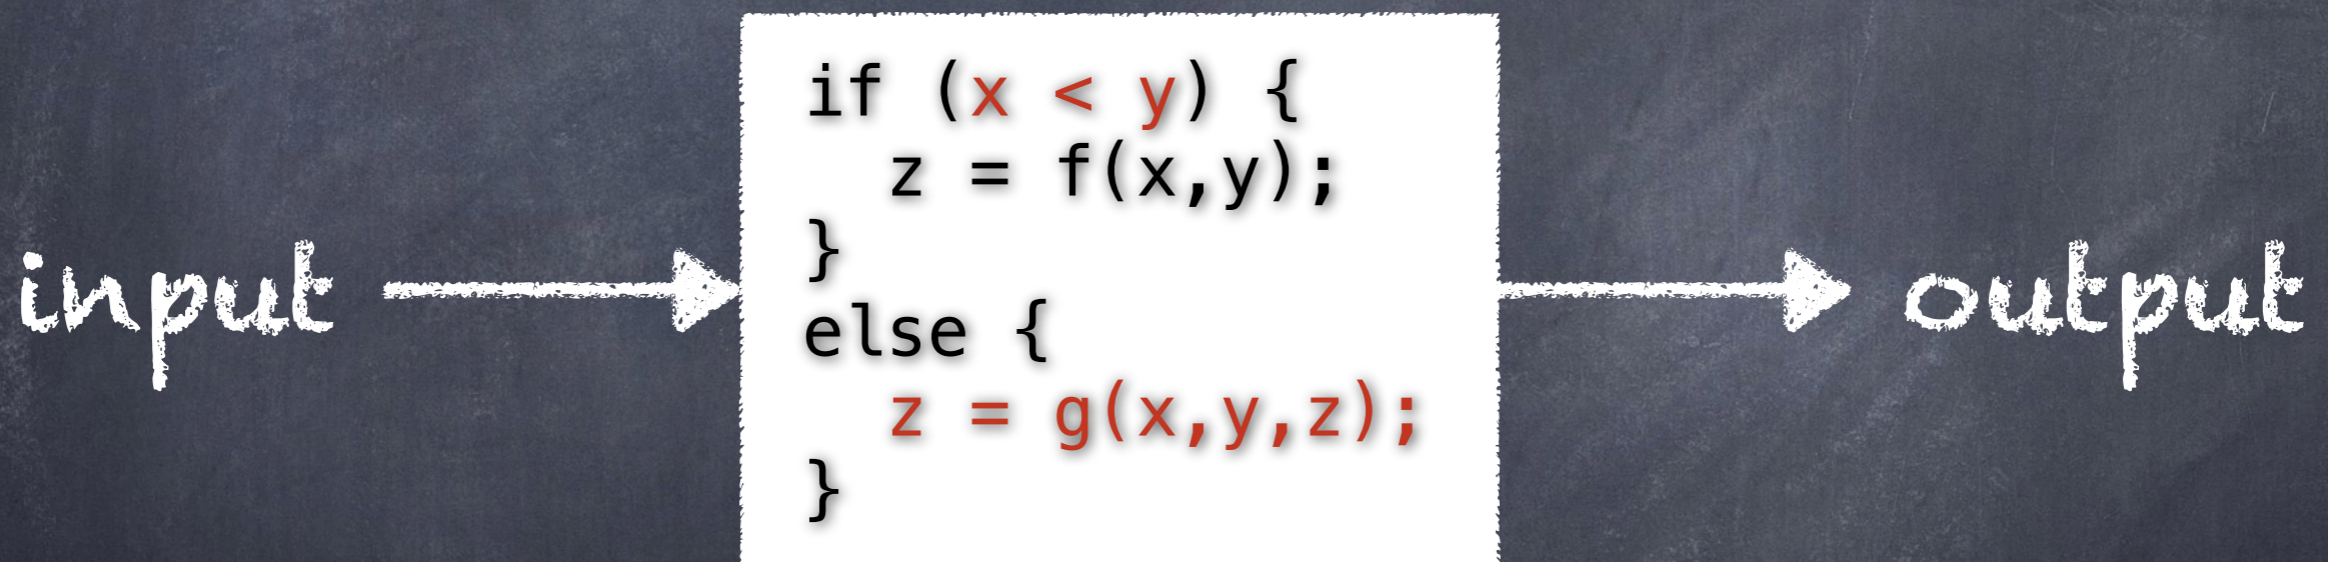 input
if (x < y) {
  z = f(x,y);
}
else {
  z = g(x,y,z);
}
output